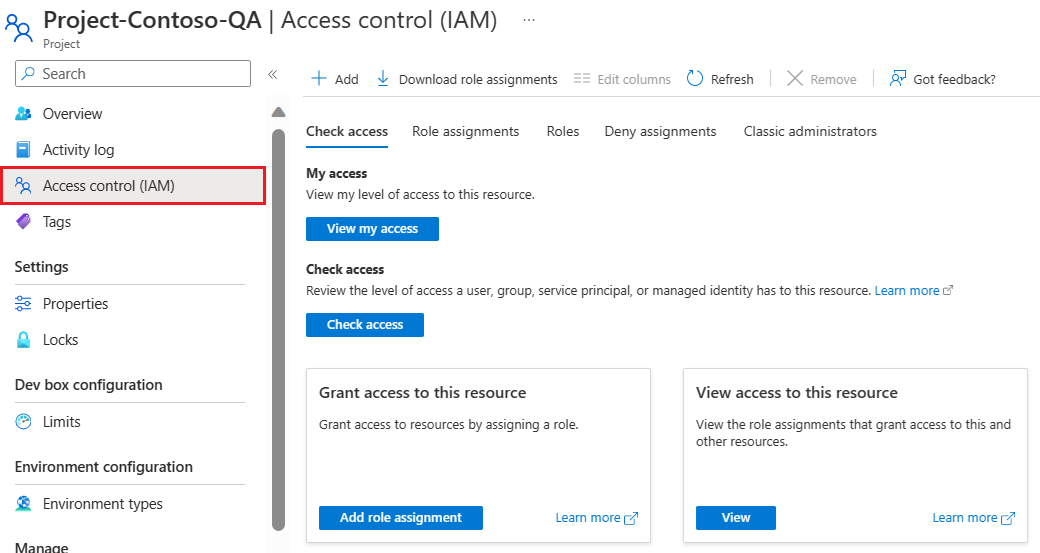 Project-Contoso-QA | Access control (IAM) ...
Project
Search
Overview
Activity log
Access control (IAM)
Tags
Settings
Properties
Locks
Dev box configuration
Limits
Environment configuration
Environment types
Manage
Add
Download role assignments
Edit columns
Refresh
Remove
Got feedback?
Check access
Role assignments
Roles
Deny assignments
Classic administrators
My access
View my level of access to this resource.
View my access
Check access
Review the level of access a user, group, service principal, or managed identity has to this resource. Learn more
Check access
Grant access to this resource
Grant access to resources by assigning a role.
Add role assignment
Learn more
View access to this resource
View the role assignments that grant access to this and
other resources.
View
Learn more